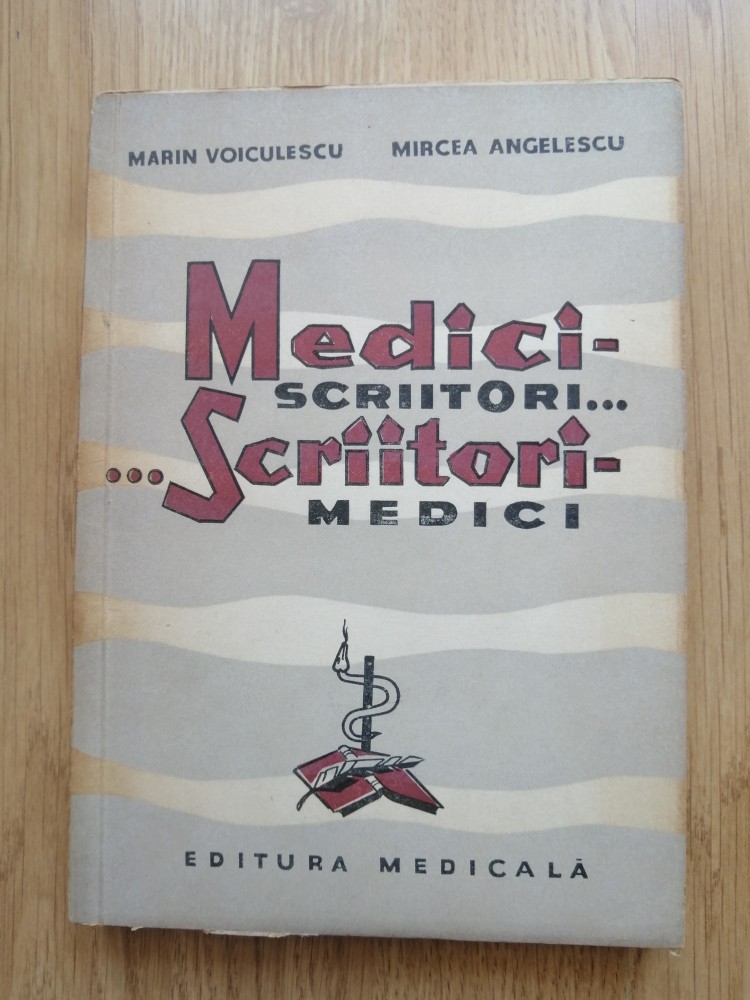 MARIN VOICULESCU MIRCEA ANGELESCU
Medici-
SCRIITORI...
...Scriitori-
MEDICI
EDITURA MEDICALĂ